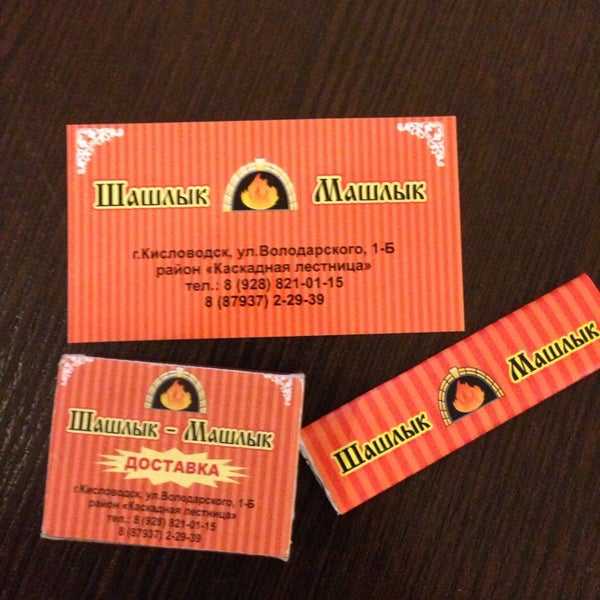 Шашлык Машлык
г.Кисловодск, ул.Володарского, 1-Б
район «Каскадная лестница»
тел.: 8 (928) 821-01-15
8 (87937) 2-29-39
Шашлык - Машлык
ДОСТАВКА
г.Кисловодск, ул.Володарского, 1-Б
район «Каскадная лестница»
тел.: 8 (928) 821-01-15
8 (87937) 2-29-39
Шашлык Машлык